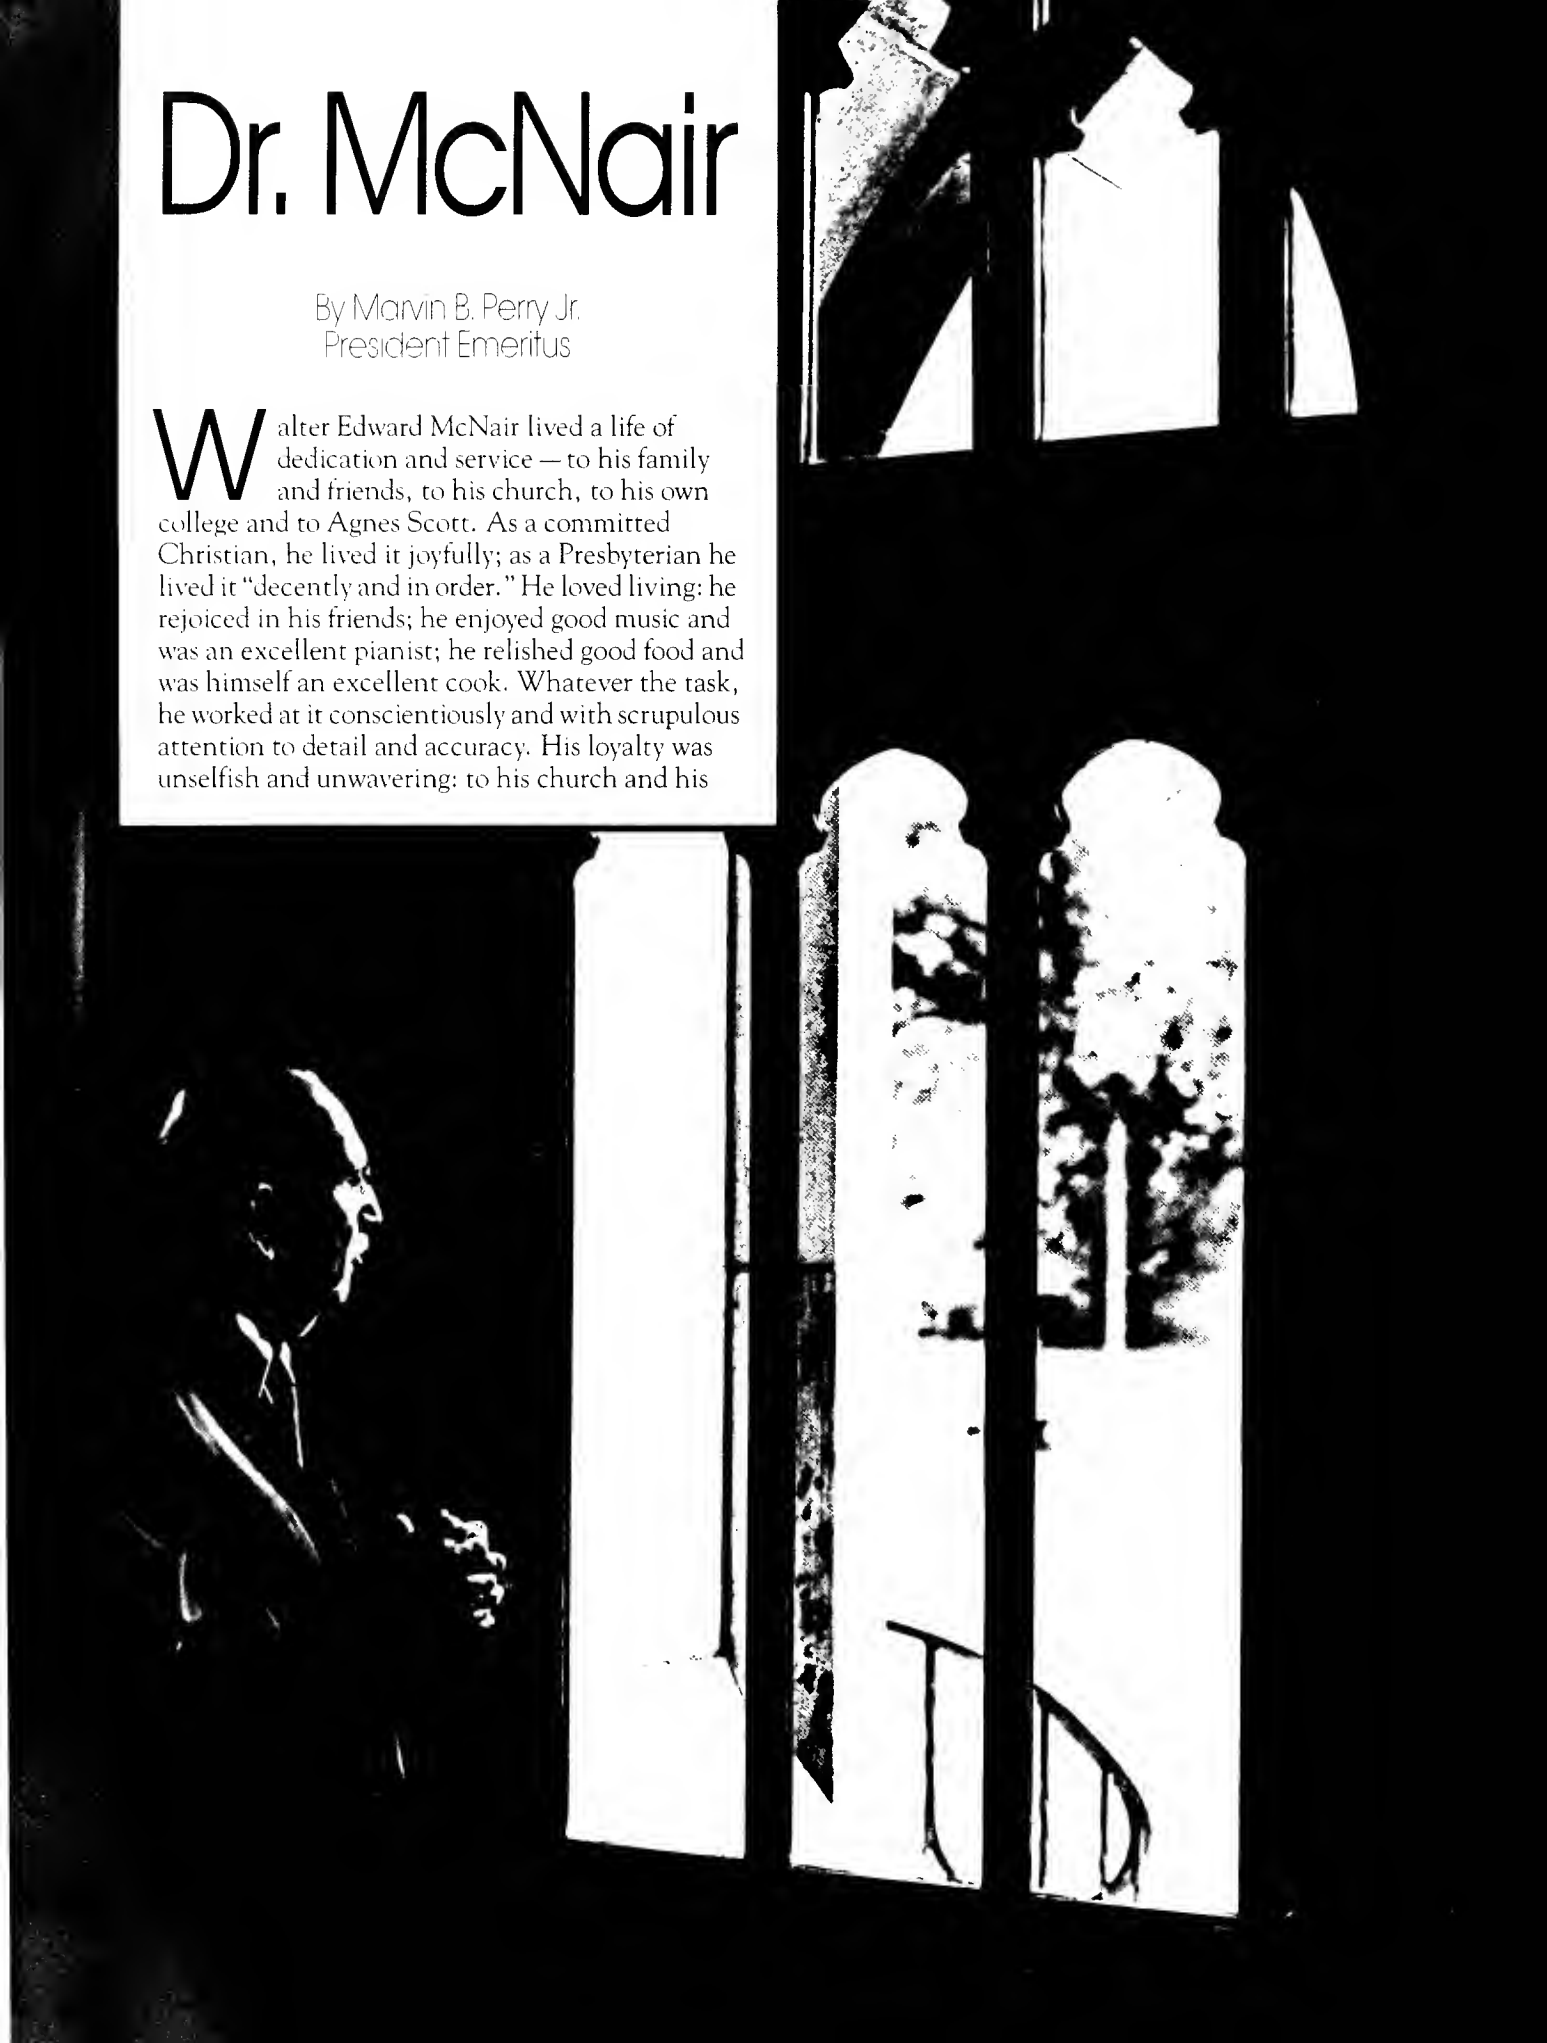 Dr. McNair
By Marvin B. Perry Jr.
President Emeritus
Walter Edward McNair lived a life of
dedication and service — to his family
and friends, to his church, to his own
college and to Agnes Scott. As a committed
Christian, he lived it joyfully; as a Presbyterian he
lived it “decently and in order.” He loved living: he
rejoiced in his friends; he enjoyed good music and
was an excellent pianist; he relished good food and
was himself an excellent cook. Whatever the task,
he worked at it conscientiously and with scrupulous
attention to detail and accuracy. His loyalty was
unselfish and unwavering: to his church and his